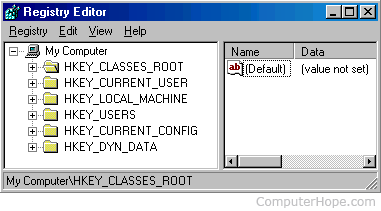 Registry Editor
Registry Edit View Help
My Computer
HKEY_CLASSES_ROOT
HKEY_CURRENT_USER
HKEY_LOCAL_MACHINE
HKEY_USERS
HKEY_CURRENT_CONFIG
HKEY_DYN_DATA
Name Data
ab (Default) (value not set)
My Computer\HKEY_CLASSES_ROOT
ComputerHope.com